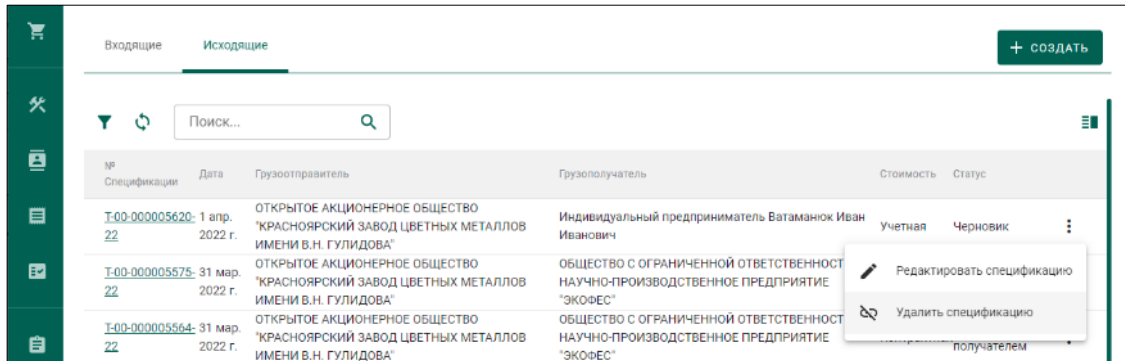 Входящие
Исходящие
+ СОЗДАТЬ
Поиск...
№
Спецификации
Дата
Грузоотправитель
Грузополучатель
Стоимость
Статус
Т-00-000005620-
22
1 апр.
2022 г.
ОТКРЫТОЕ АКЦИОНЕРНОЕ ОБЩЕСТВО
"КРАСНОЯРСКИЙ ЗАВОД ЦВЕТНЫХ МЕТАЛЛОВ
ИМЕНИ В.Н. ГУЛИДОВА"
Индивидуальный предприниматель Ватаманюк Иван
Иванович
Учетная
Черновик
Т-00-000005575-
22
31 мар.
2022 г.
ОТКРЫТОЕ АКЦИОНЕРНОЕ ОБЩЕСТВО
"КРАСНОЯРСКИЙ ЗАВОД ЦВЕТНЫХ МЕТАЛЛОВ
ИМЕНИ В.Н. ГУЛИДОВА"
ОБЩЕСТВО С ОГРАНИЧЕННОЙ ОТВЕТСТВЕННОСТ
НАУЧНО-ПРОИЗВОДСТВЕННОЕ ПРЕДПРИЯТИЕ
"ЭКОФЕС"
Редактировать спецификацию
Удалить спецификацию
Т-00-000005564-
22
31 мар.
2022 г.
ОТКРЫТОЕ АКЦИОНЕРНОЕ ОБЩЕСТВО
"КРАСНОЯРСКИЙ ЗАВОД ЦВЕТНЫХ МЕТАЛЛОВ
ИМЕНИ В.Н. ГУЛИДОВА"
ОБЩЕСТВО С ОГРАНИЧЕННОЙ ОТВЕТСТВЕННОСТ
НАУЧНО-ПРОИЗВОДСТВЕННОЕ ПРЕДПРИЯТИЕ
"ЭКОФЕС"
получателем